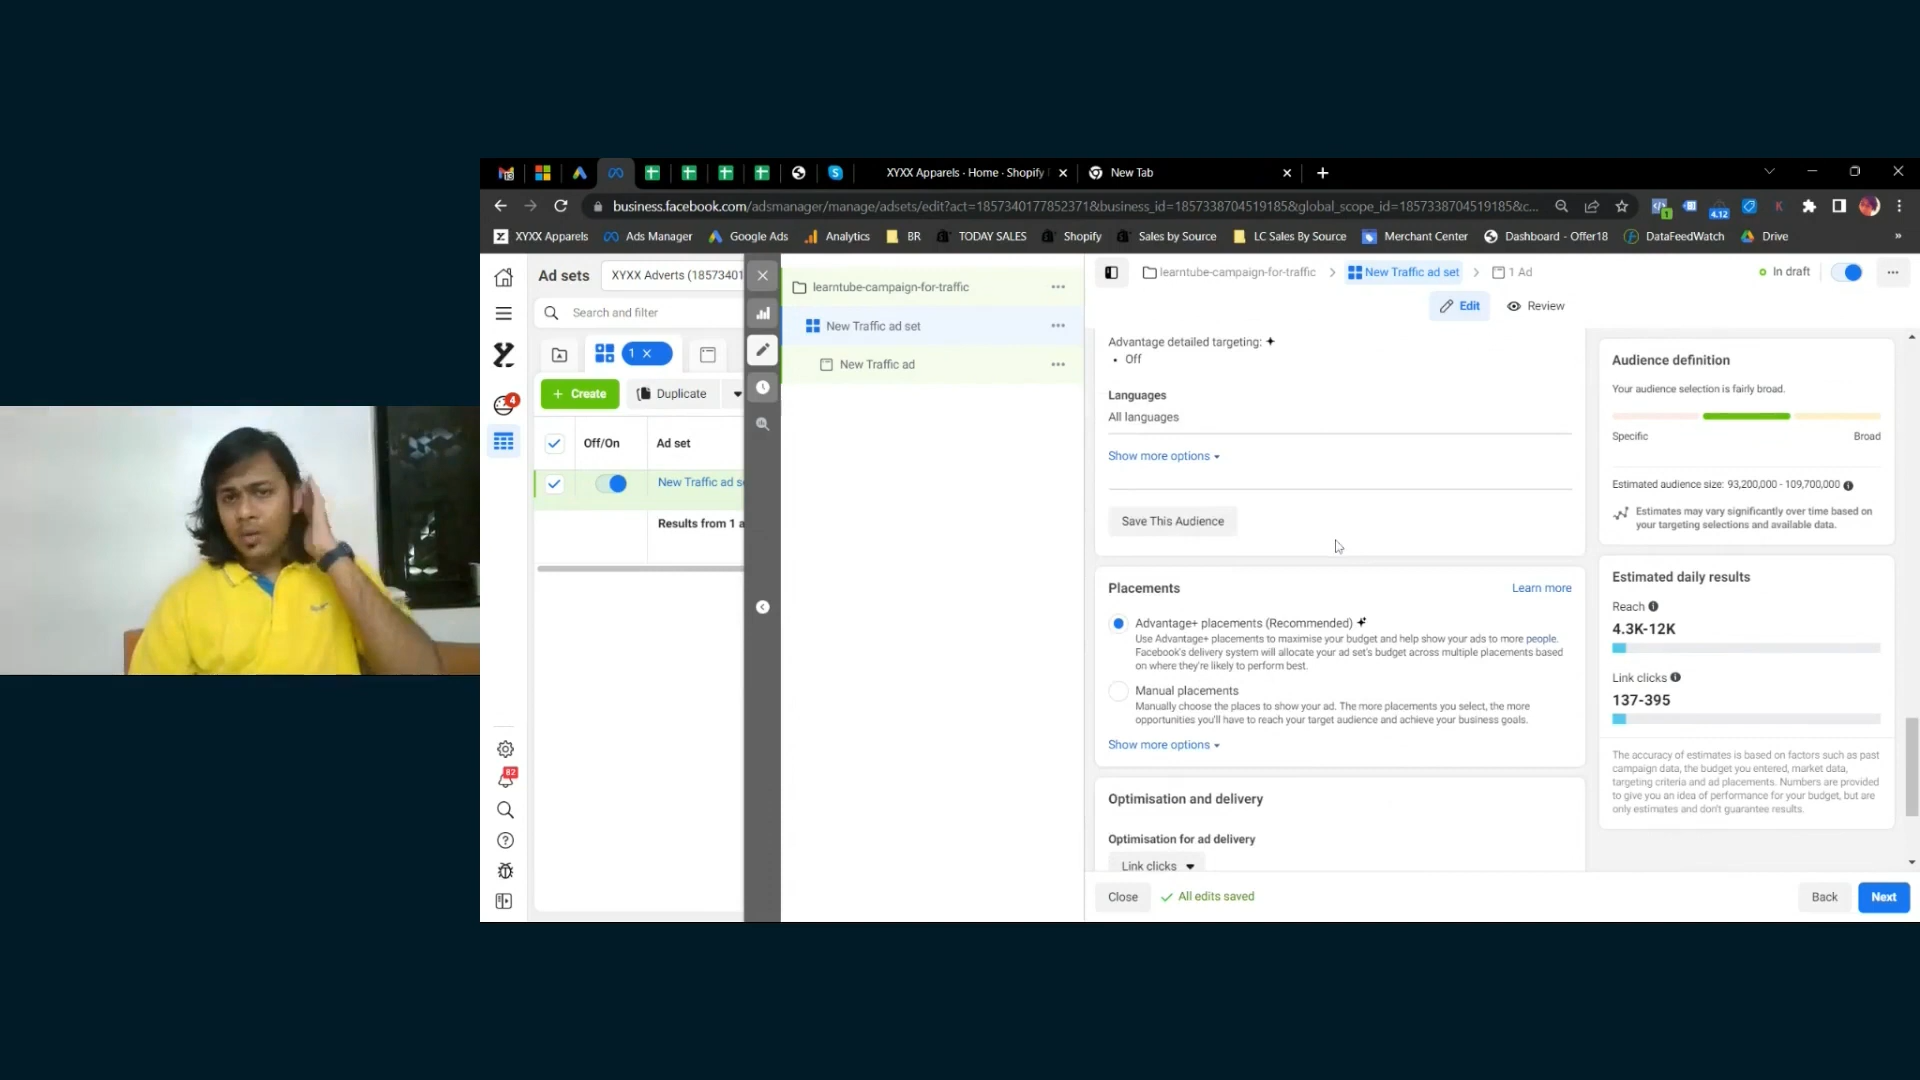 XYXX Apparels · Home · Shopify
New Tab
business.facebook.com/adsmanager/manage/adsets/edit?act=1857340177852371&business_id=1857338704519185&global_scope_id=1857338704519185&c...
1
4.12
K
XYXX Apparels
Ads Manager
Google Ads
Analytics
BR
TODAY SALES
Shopify
Sales by Source
LC Sales By Source
Merchant Center
Dashboard - Offer18
DataFeedWatch
Drive
»
Ad sets
XYXX Adverts (18573401
Search and filter
1
4
Create
Duplicate
Off/On
Ad set
New Traffic ad s
Results from 1 a
82
learntube-campaign-for-traffic
New Traffic ad set
New Traffic ad
learntube-campaign-for-traffic
New Traffic ad set
1 Ad
In draft
Edit
Review
Advantage detailed targeting:
• Off
Languages
All languages
Show more options
Save This Audience
Placements
Learn more
Advantage+ placements (Recommended)
Use Advantage+ placements to maximise your budget and help show your ads to more people.
Facebook's delivery system will allocate your ad set's budget across multiple placements based
on where they're likely to perform best.
Manual placements
Manually choose the places to show your ad. The more placements you select, the more
opportunities you'll have to reach your target audience and achieve your business goals.
Show more options
Optimisation and delivery
Optimisation for ad delivery
Link clicks
Audience definition
Your audience selection is fairly broad.
Specific
Broad
Estimated audience size: 93,200,000 - 109,700,000
Estimates may vary significantly over time based on
your targeting selections and available data.
Estimated daily results
Reach
4.3K-12K
Link clicks
137-395
The accuracy of estimates is based on factors such as past
campaign data, the budget you entered, market data,
targeting criteria and ad placements. Numbers are provided
to give you an idea of performance for your budget, but are
only estimates and don't guarantee results.
Close
All edits saved
Back
Next